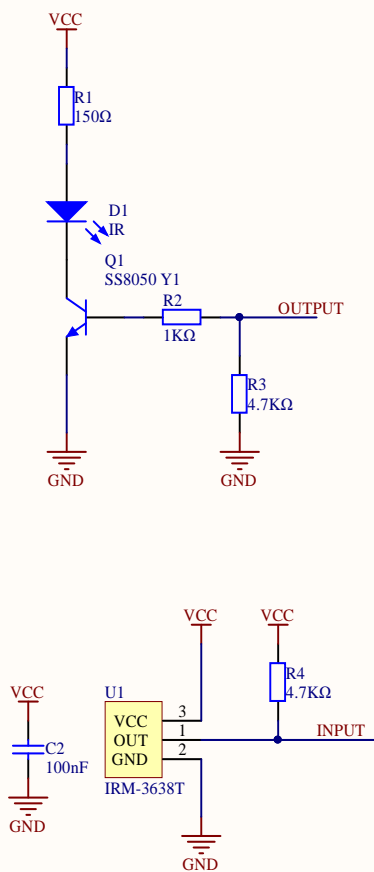 VCC
R1
150Ω
D1
IR
Q1
SS8050 Y1
R2
1KΩ
OUTPUT
R3
4.7KΩ
GND
GND
VCC
VCC
R4
4.7KΩ
U1
VCC
3
OUT
1
GND
2
IRM-3638T
INPUT
VCC
C2
100nF
GND
GND